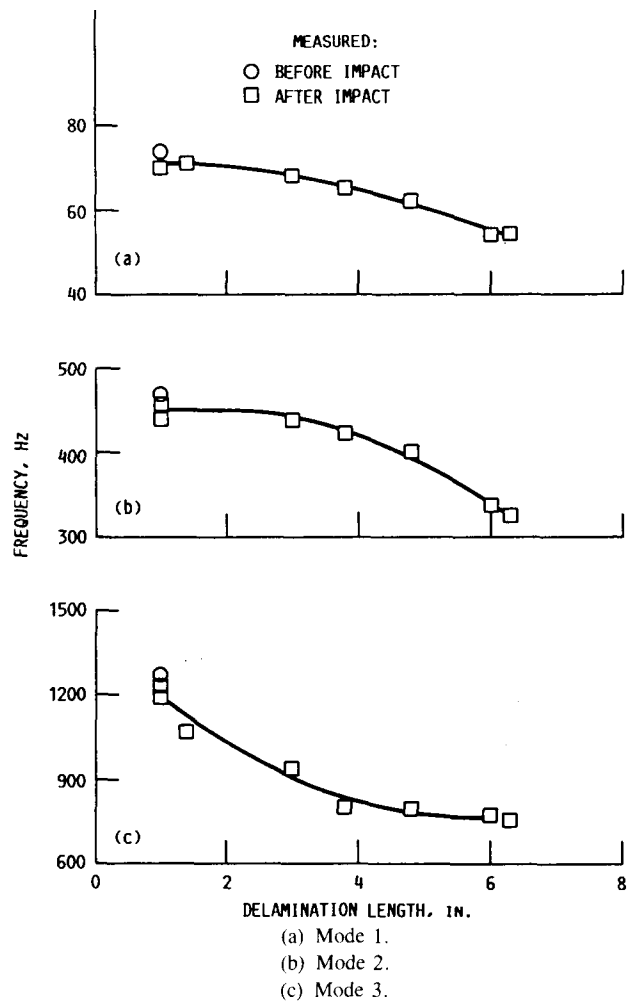 MEASURED:
BEFORE IMPACT
AFTER IMPACT
80
60
40
(a)
500
400
300
(b)
FREQUENCY, Hz
1500
1200
900
600
(c)
0 2 4 6 8
DELAMINATION LENGTH, IN.
(a) Mode 1.
(b) Mode 2.
(c) Mode 3.